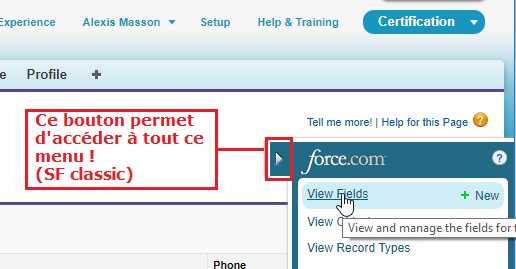 Experience Alexis Masson Setup Help & Training Certification
e Profile +
Ce bouton permet
d'accéder à tout ce
menu !
(SF classic)
Tell me more! | Help for this Page ?
force.com ?
View Fields + New
View
View and manage the fields for t
View Record Types
Phone